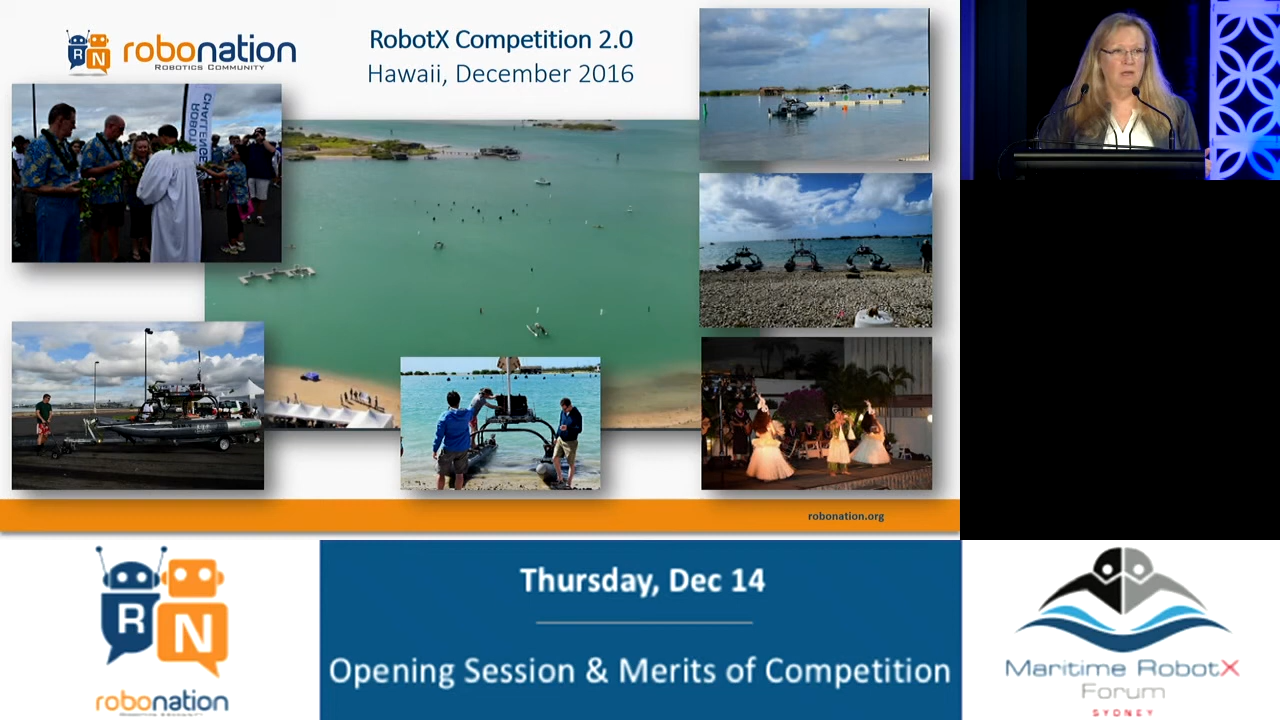 robonation
ROBOTICS COMMUNITY
RobotX Competition 2.0
Hawaii, December 2016
CHALLENGE
robonation.org
R N
robonation
Thursday, Dec 14
Opening Session & Merits of Competition
Maritime RobotX
Forum
SYDNEY